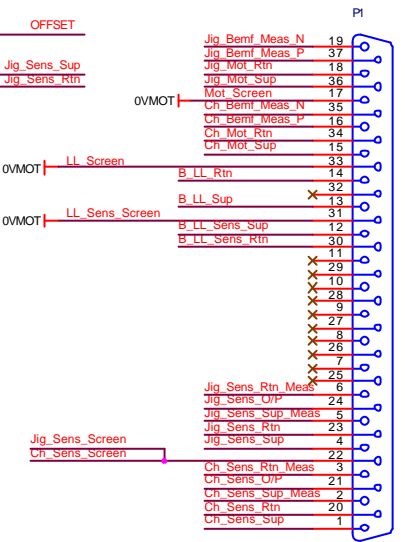 P1
OFFSET
Jig_Sens_Sup
Jig_Sens_Rtn
Jig_Bemf_Meas_N 19
Jig_Bemf_Meas_P 37
Jig_Mot_Rtn 18
Jig_Mot_Sup 36
0VMOT Mot_Screen 17
Ch_Bemf_Meas_N 35
Ch_Bemf_Meas_P 16
Ch_Mot_Rtn 34
Ch_Mot_Sup 15
0VMOT LL_Screen 33
B_LL_Rtn 14
32
B_LL_Sup 13
0VMOT LL_Sens_Screen 31
B_LL_Sens_Sup 12
B_LL_Sens_Rtn 30
11
29
10
28
9
27
8
26
7
25
Jig_Sens_Rtn_Meas 6
Jig_Sens_O/P 24
Jig_Sens_Sup_Meas 5
Jig_Sens_Rtn 23
Jig_Sens_Sup 4
Jig_Sens_Screen
Ch_Sens_Screen 22
Ch_Sens_Rtn_Meas 3
Ch_Sens_O/P 21
Ch_Sens_Sup_Meas 2
Ch_Sens_Rtn 20
Ch_Sens_Sup 1